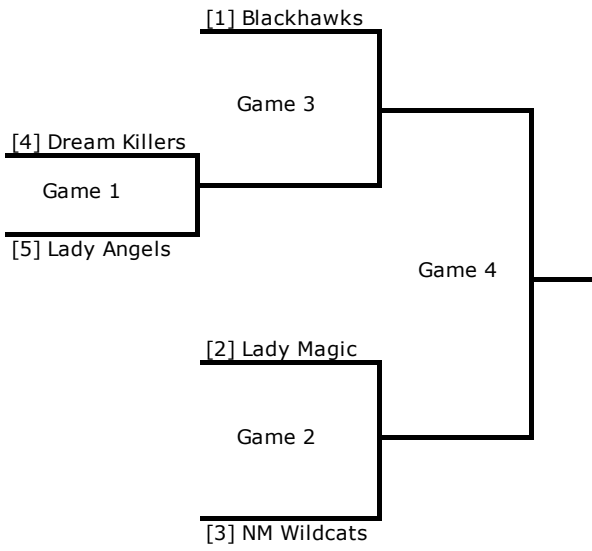 [1] Blackhawks
Game 3
[4] Dream Killers
Game 1
[5] Lady Angels
Game 4
[2] Lady Magic
Game 2
[3] NM Wildcats